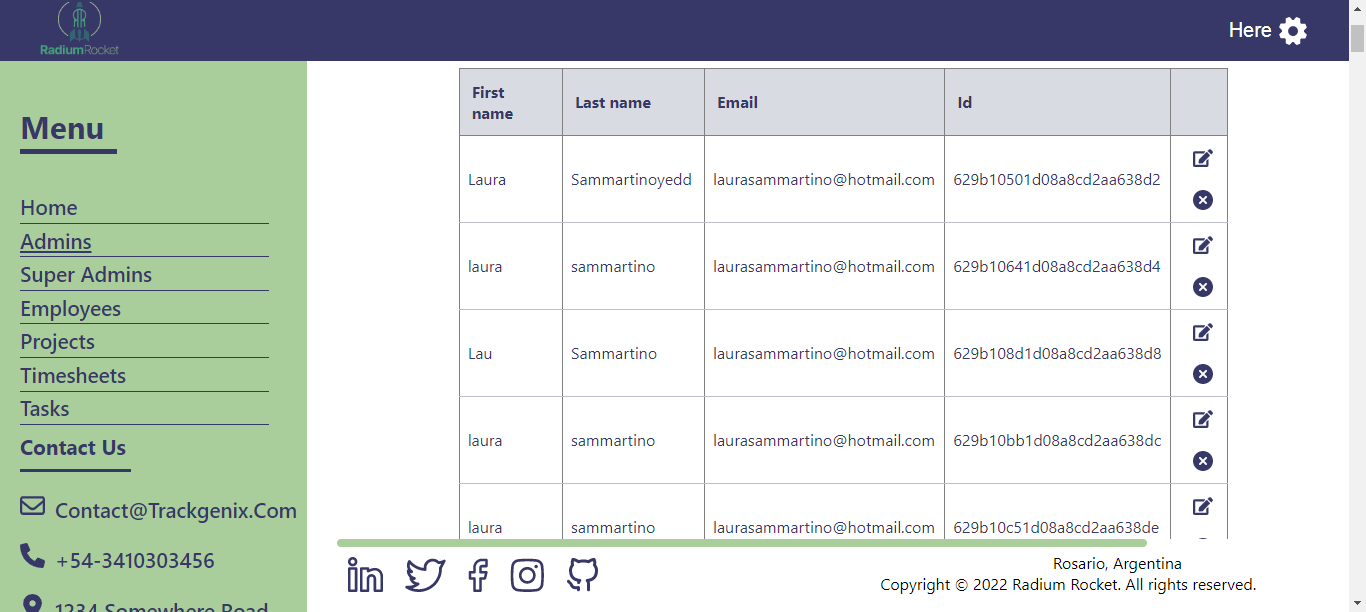 RadiumRocket
Here
Menu
Home
Admins
Super Admins
Employees
Projects
Timesheets
Tasks
Contact Us
Contact@Trackgenix.Com
+54-3410303456
1234 Somewhere Road
First name Last name Email Id
Laura Sammartinoyedd laurasammartino@hotmail.com 629b10501d08a8cd2aa638d2
laura sammartino laurasammartino@hotmail.com 629b10641d08a8cd2aa638d4
Lau Sammartino laurasammartino@hotmail.com 629b108d1d08a8cd2aa638d8
laura sammartino laurasammartino@hotmail.com 629b10bb1d08a8cd2aa638dc
laura sammartino laurasammartino@hotmail.com 629b10c51d08a8cd2aa638de
Rosario, Argentina
Copyright © 2022 Radium Rocket. All rights reserved.